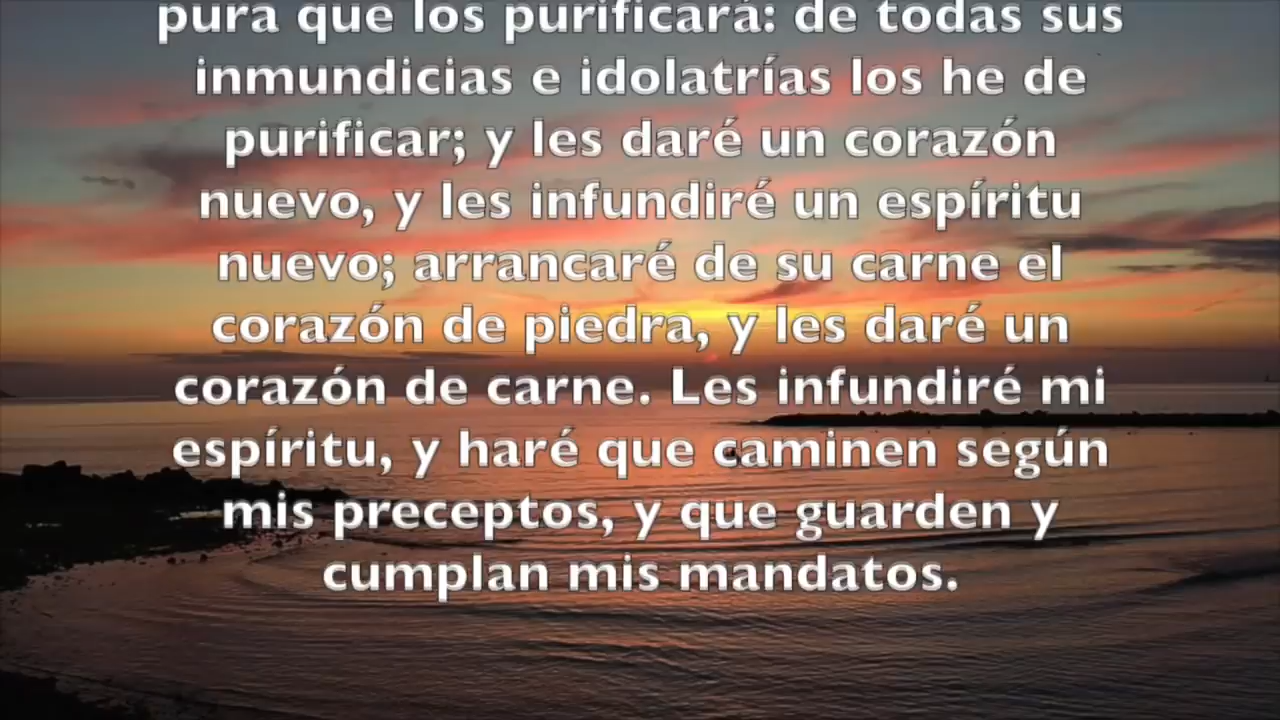 pura que los purificará: de todas sus
inmundicias e idolatrías los he de
purificar; y les daré un corazón
nuevo, y les infundiré un espíritu
nuevo; arrancaré de su carne el
corazón de piedra, y les daré un
corazón de carne. Les infundiré mi
espíritu, y haré que caminen según
mis preceptos, y que guarden y
cumplan mis mandatos.